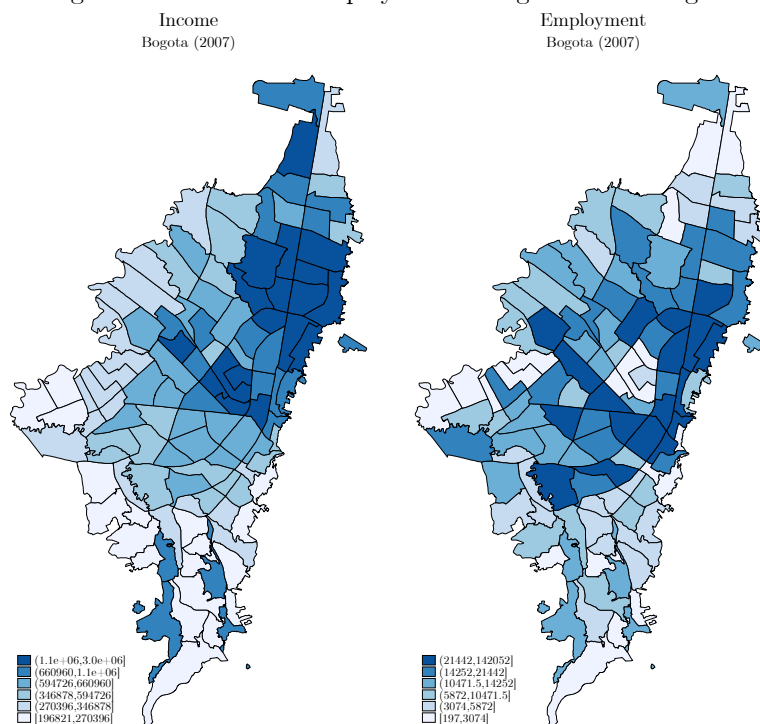 Income
Bogota (2007)
(1.1e+06,3.0e+06]
(660960,1.1e+06]
(594726,660960]
(346878,594726]
(270396,346878]
[196821,270396]
Employment
Bogota (2007)
(21442,142052]
(14252,21442]
(10471.5,14252]
(5872,10471.5]
(3074,5872]
[197,3074]